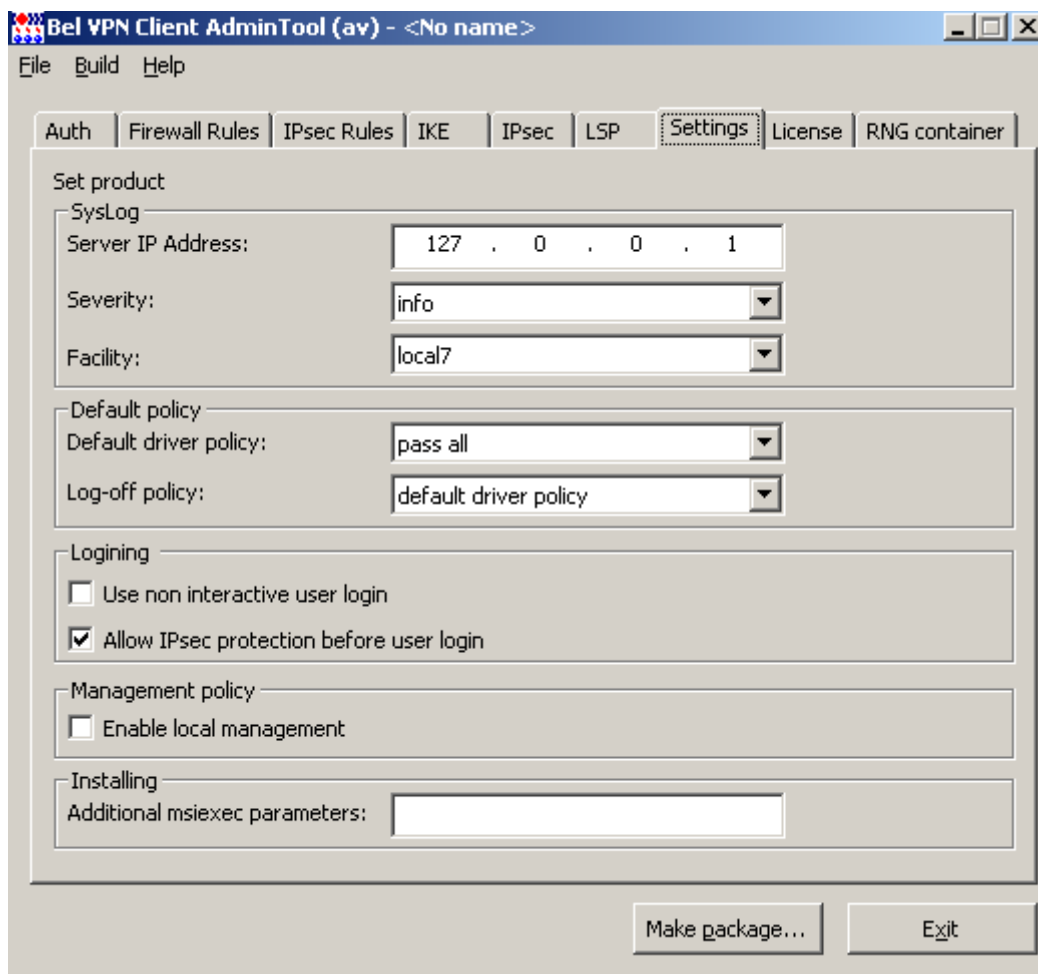 Bel VPN Client AdminTool (av) - <No name>
File Build Help
Auth Firewall Rules IPsec Rules IKE IPsec LSP Settings License RNG container
Set product
SysLog
Server IP Address: 127 . 0 . 0 . 1
Severity: info
Facility: local7
Default policy
Default driver policy: pass all
Log-off policy: default driver policy
Logining
Use non interactive user login
Allow IPsec protection before user login
Management policy
Enable local management
Installing
Additional msiexec parameters:
Make package... Exit